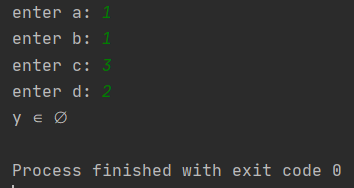 enter a: 1
enter b: 1
enter c: 3
enter d: 2
y ∈ ∅
Process finished with exit code 0